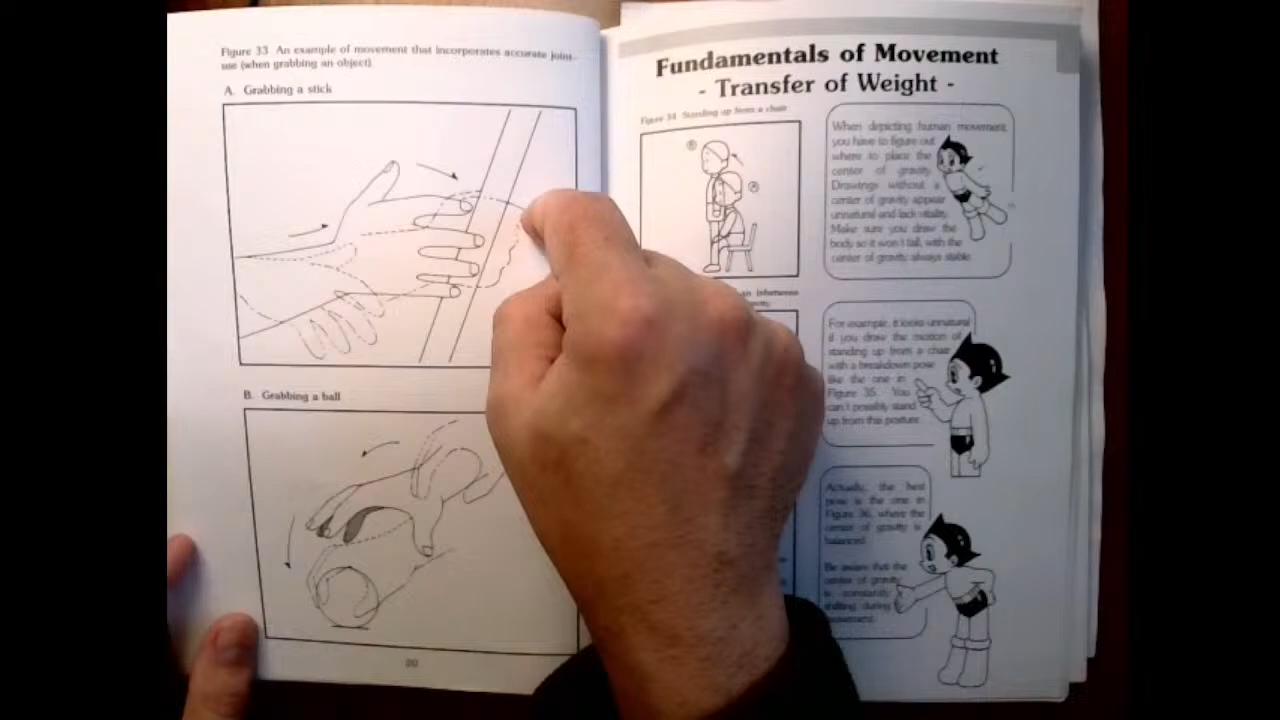 Figure 33 An example of movement that incorporates accurate joint
use (when grabbing an object)
A. Grabbing a stick
B. Grabbing a ball
Fundamentals of Movement
- Transfer of Weight -
Figure 34 Standing up from a chair
B
A
When depicting human movement,
you have to figure out
where to place the
center of gravity.
Drawings without a
center of gravity appear
unnatural and lack vitality.
Make sure you draw the
body so it won't fall, with the
center of gravity always stable.
an inbetween
gravity
For example, it looks unnatural
if you draw the motion of
standing up from a chair
with a breakdown pose
like the one in
Figure 35. You
can't possibly stand
up from this posture.
Actually, the best
pose is the one in
Figure 36, where the
center of gravity is
balanced.
Be aware that the
center of gravity
is constantly
shifting during
movement.